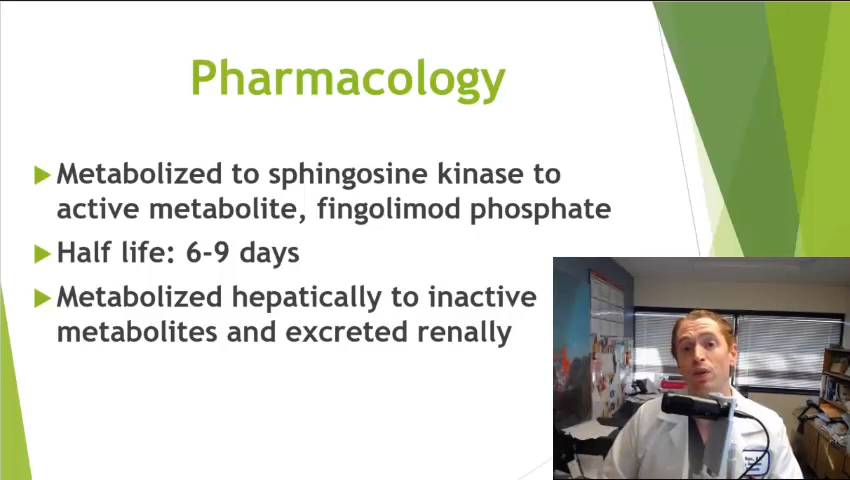 Pharmacology
Metabolized to sphingosine kinase to
active metabolite, fingolimod phosphate
Half life: 6-9 days
Metabolized hepatically to inactive
metabolites and excreted renally